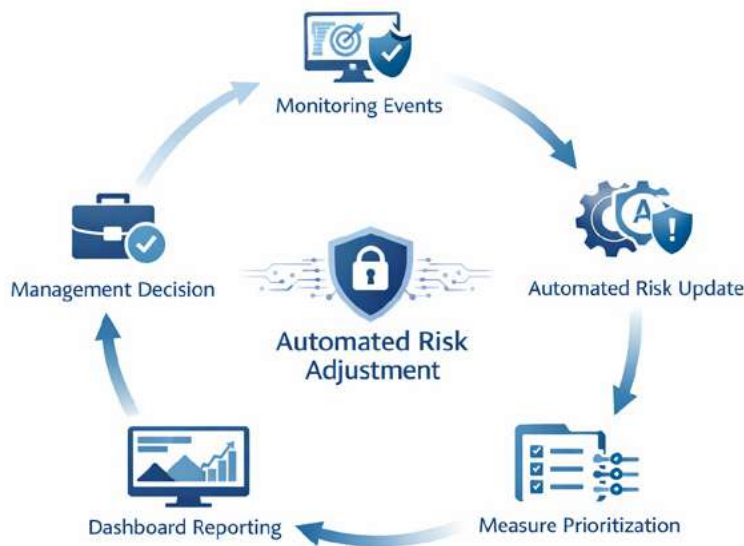 Monitoring Events
Automated Risk Update
Measure Prioritization
Dashboard Reporting
Management Decision
Automated Risk
Adjustment
A
!